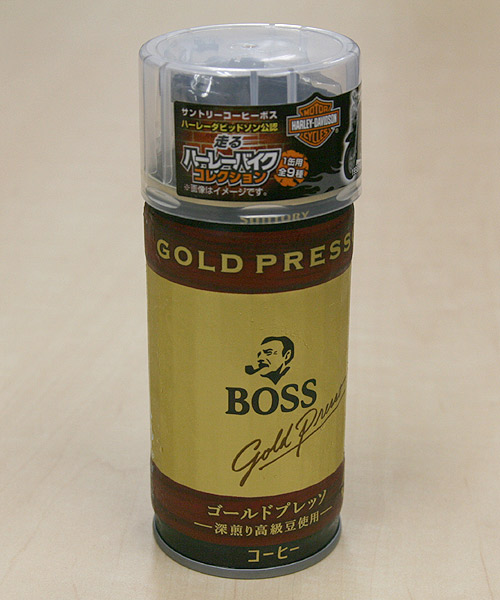 サントリーコーヒーボス
ハーレーダビッドソン公認
走る
ハーレーバイク
コレクション
1缶用
全9種
※画像はイメージです。
MOTOR
HARLEY-DAVIDSON
CYCLES
SUNTORY
GOLD PRESS
BOSS
Gold Presso
ゴールドプレッソ
深煎り高級豆使用
コーヒー